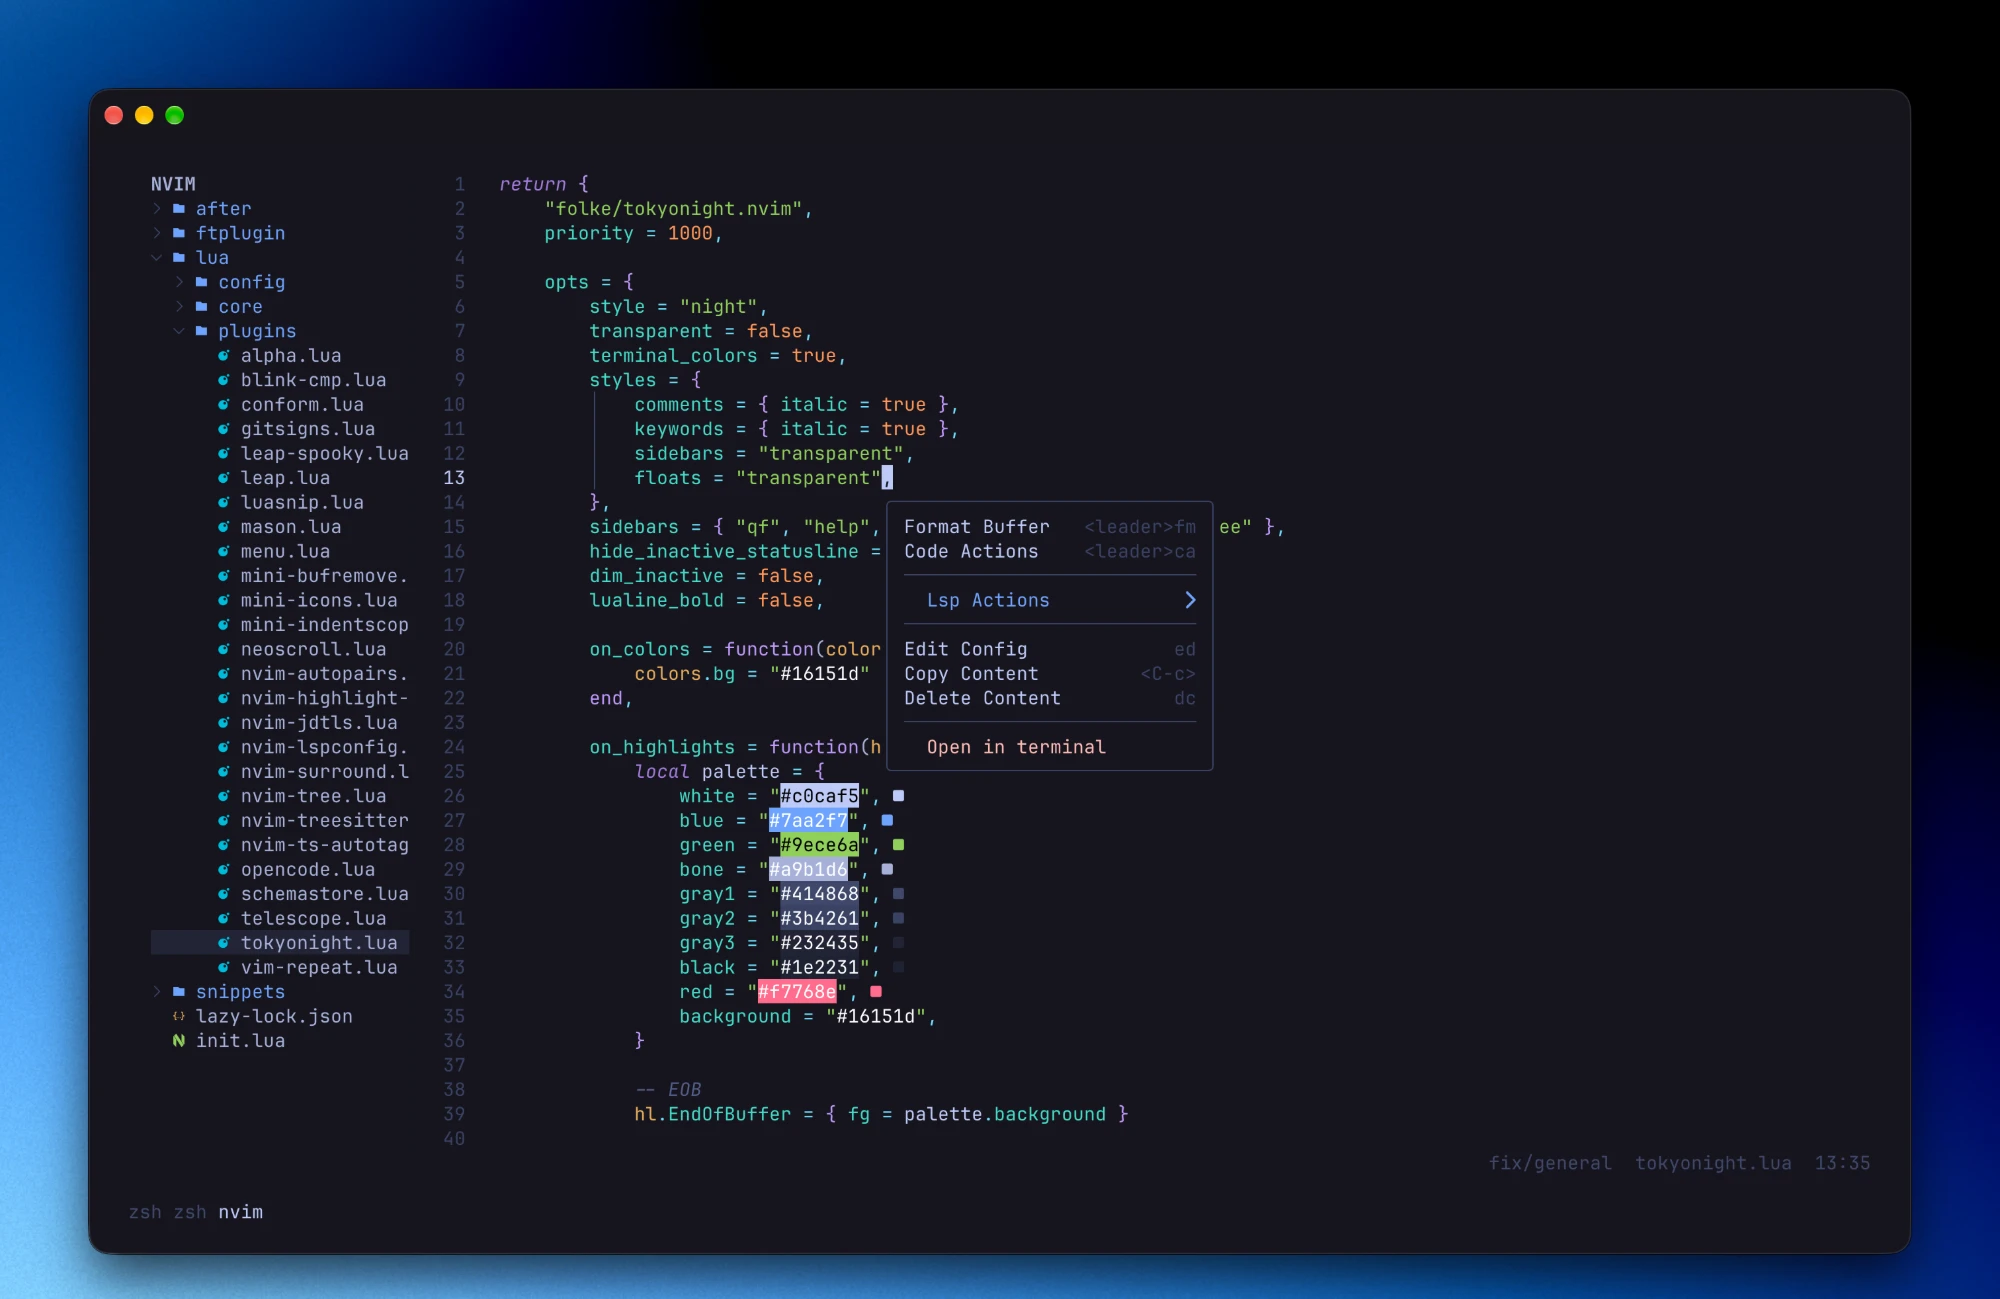 NVIM
after
ftplugin
lua
config
core
plugins
alpha.lua
blink-cmp.lua
conform.lua
gitsigns.lua
leap-spooky.lua
leap.lua
luasnip.lua
mason.lua
menu.lua
mini-bufremove.
mini-icons.lua
mini-indentscop
neoscroll.lua
nvim-autopairs.
nvim-highlight-
nvim-jdtls.lua
nvim-lspconfig.
nvim-surround.l
nvim-tree.lua
nvim-treesitter
nvim-ts-autotag
opencode.lua
schemastore.lua
telescope.lua
tokyonight.lua
vim-repeat.lua
snippets
lazy-lock.json
init.lua
1 return {
2 "folke/tokyonight.nvim",
3 priority = 1000,
4
5 opts = {
6 style = "night",
7 transparent = false,
8 terminal_colors = true,
9 styles = {
10 comments = { italic = true },
11 keywords = { italic = true },
12 sidebars = "transparent",
13 floats = "transparent",
14 },
15 sidebars = { "qf", "help", ee" },
16 hide_inactive_statusline =
17 dim_inactive = false,
18 lualine_bold = false,
19
20 on_colors = function(color
21 colors.bg = "#16151d"
22 end,
23
24 on_highlights = function(h
25 local palette = {
26 white = "#c0caf5",
27 blue = "#7aa2f7",
28 green = "#9ece6a",
29 bone = "#a9b1d6",
30 gray1 = "#414868",
31 gray2 = "#3b4261",
32 gray3 = "#232435",
33 black = "#1e2231",
34 red = "#f7768e",
35 background = "#16151d",
36 }
37
38 -- EOB
39 hl.EndOfBuffer = { fg = palette.background }
40
Format Buffer <leader>fm
Code Actions <leader>ca
Lsp Actions
Edit Config ed
Copy Content <C-c>
Delete Content dc
Open in terminal
fix/general tokyonight.lua 13:35
zsh zsh nvim